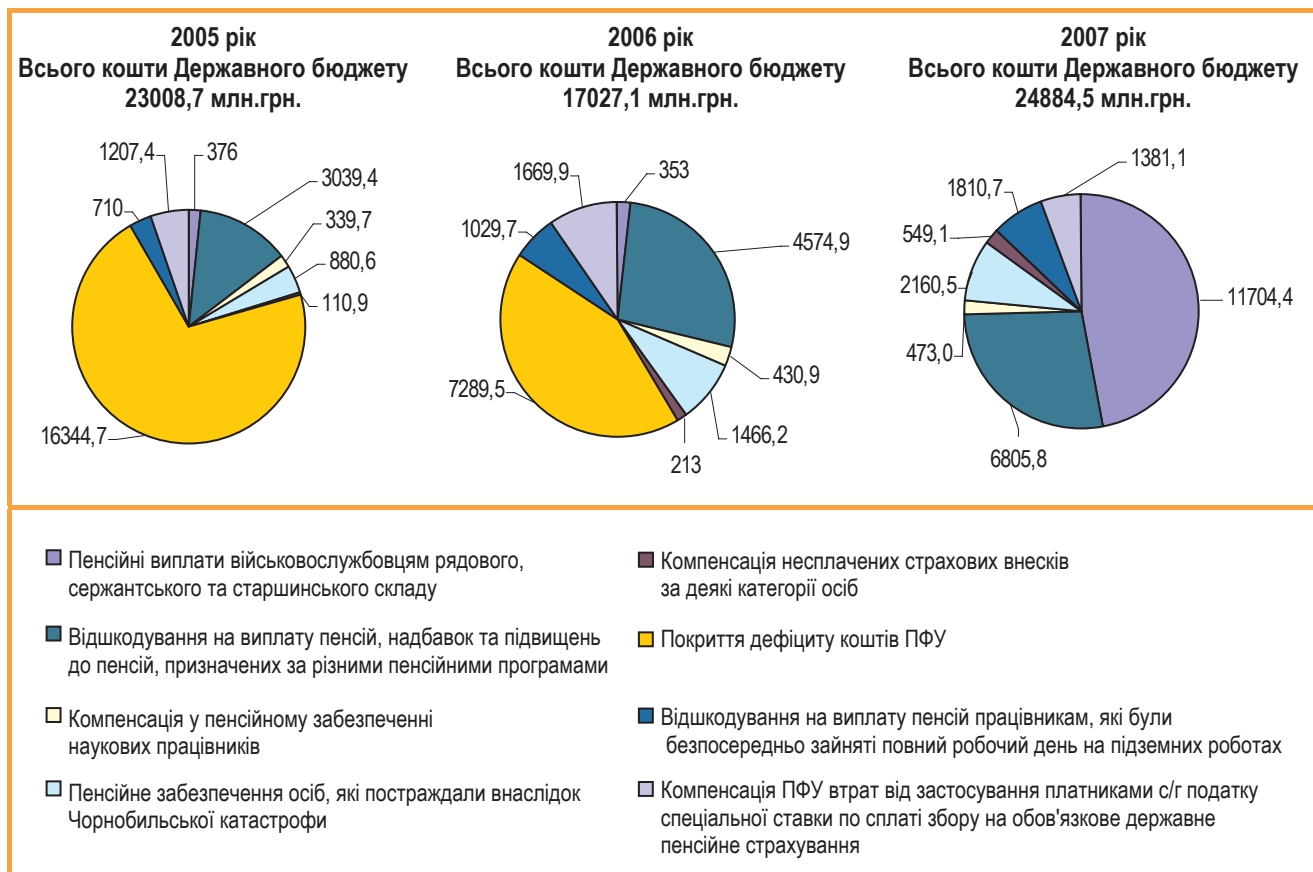 2005 рік
Всього кошти Державного бюджету
23008,7 млн.грн.
1207,4
376
710
3039,4
339,7
880,6
110,9
16344,7
2006 рік
Всього кошти Державного бюджету
17027,1 млн.грн.
1669,9
353
1029,7
4574,9
430,9
7289,5
1466,2
213
2007 рік
Всього кошти Державного бюджету
24884,5 млн.грн.
1381,1
1810,7
549,1
2160,5
11704,4
473,0
6805,8
Пенсійні виплати військовослужбовцям рядового,
сержантського та старшинського складу
Відшкодування на виплату пенсій, надбавок та підвищень
до пенсій, призначених за різними пенсійними програмами
Компенсація у пенсійному забезпеченні
наукових працівників
Пенсійне забезпечення осіб, які постраждали внаслідок
Чорнобильської катастрофи
Компенсація несплачених страхових внесків
за деякі категорії осіб
Покриття дефіциту коштів ПФУ
Відшкодування на виплату пенсій працівникам, які були
безпосередньо зайняті повний робочий день на підземних роботах
Компенсація ПФУ втрат від застосування платниками с/г податку
спеціальної ставки по сплаті збору на обов'язкове державне
пенсійне страхування